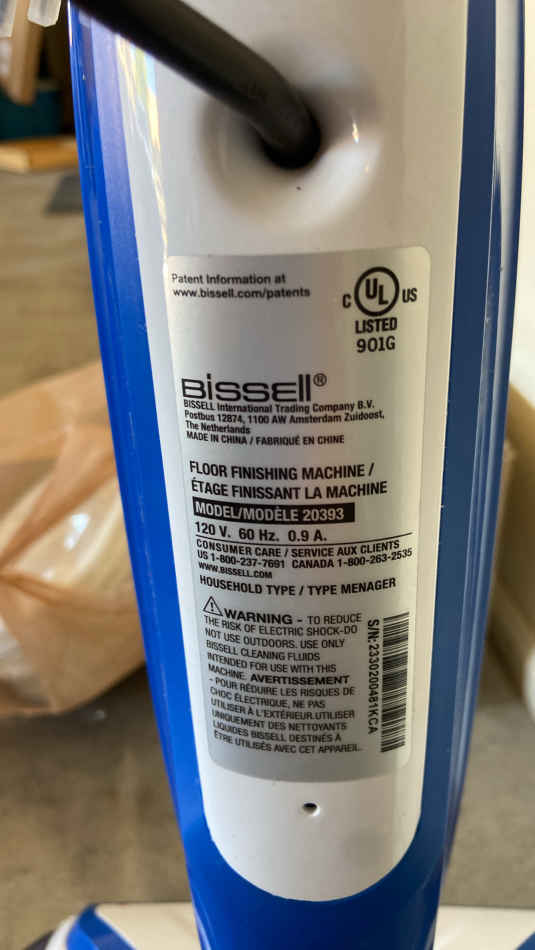 Patent Information at
www.bissell.com/patents
C UL US
LISTED
901G
BISSELL®
BISSELL International Trading Company B.V.
Postbus 12874, 1100 AW Amsterdam Zuidoost,
The Netherlands
MADE IN CHINA / FABRIQUÉ EN CHINE
FLOOR FINISHING MACHINE /
ÉTAGE FINISSANT LA MACHINE
MODEL/MODÈLE 20393
120 V. 60 Hz. 0.9 A.
CONSUMER CARE / SERVICE AUX CLIENTS
US 1-800-237-7691 CANADA 1-800-263-2535
WWW.BISSELL.COM
HOUSEHOLD TYPE / TYPE MENAGER
WARNING - TO REDUCE
THE RISK OF ELECTRIC SHOCK-DO
NOT USE OUTDOORS. USE ONLY
BISSELL CLEANING FLUIDS
INTENDED FOR USE WITH THIS
MACHINE. AVERTISSEMENT
- POUR RÉDUIRE LES RISQUES DE
CHOC ÉLECTRIQUE, NE PAS
UTILISER À L'EXTÉRIEUR.UTILISER
UNIQUEMENT DES NETTOYANTS
LIQUIDES BISSELL DESTINÉS À
ÊTRE UTILISÉS AVEC CET APPAREIL.
S/N:2330200481KCA